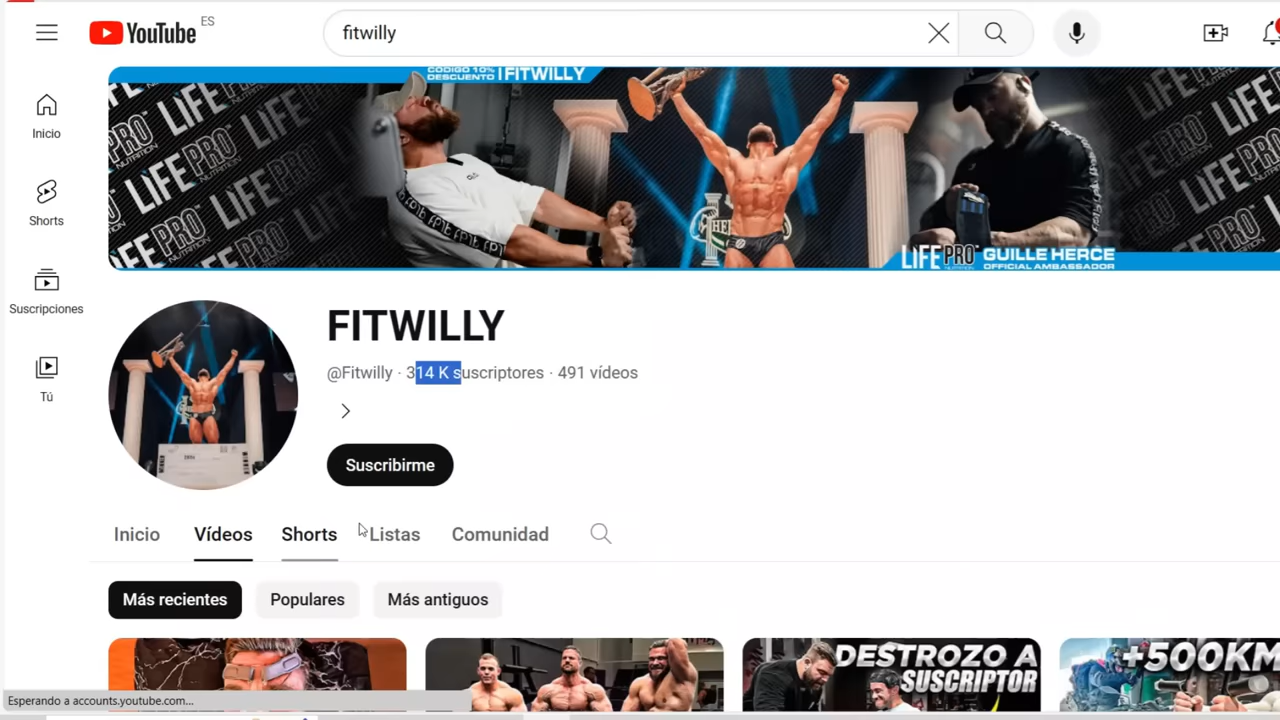 YouTube ES
fitwilly
CÓDIGO 10%
DESCUENTO | FITWILLY
LIFE PRO
NUTRITION
LIFE PRO
NUTRITION
GUILLE HERCE
OFFICIAL AMBASSADOR
Inicio
Shorts
Suscripciones
Tú
FITWILLY
@Fitwilly · 314 K suscriptores · 491 vídeos
Suscribirme
Inicio Vídeos Shorts Listas Comunidad
Más recientes Populares Más antiguos
DESTROZO A
SUSCRIPTOR
+500KM
Esperando a accounts.youtube.com...